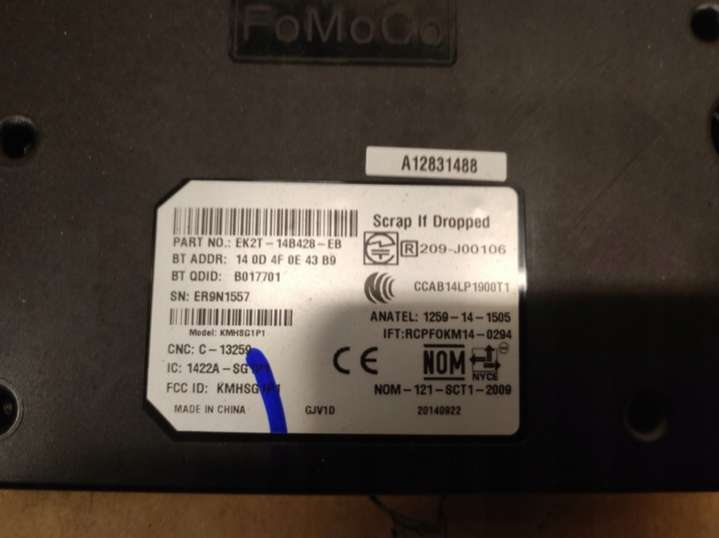 FoMoCo
A12831488
Scrap If Dropped
PART NO.: EK2T-14B428-EB
BT ADDR: 14 0D 4F 0E 43 B9
BT QDID: B017701
SN: ER9N1557
R 209-J00106
CCAB14LP1900T1
ANATEL: 1259-14-1505
IFT:RCPFOKM14-0294
Model: KMHSG1P1
CNC: C-13259
IC: 1422A-SG1P1
FCC ID: KMHSG1P1
CE
NOM
NYCE
NOM-121-SCT1-2009
MADE IN CHINA
GJV1D
20140922